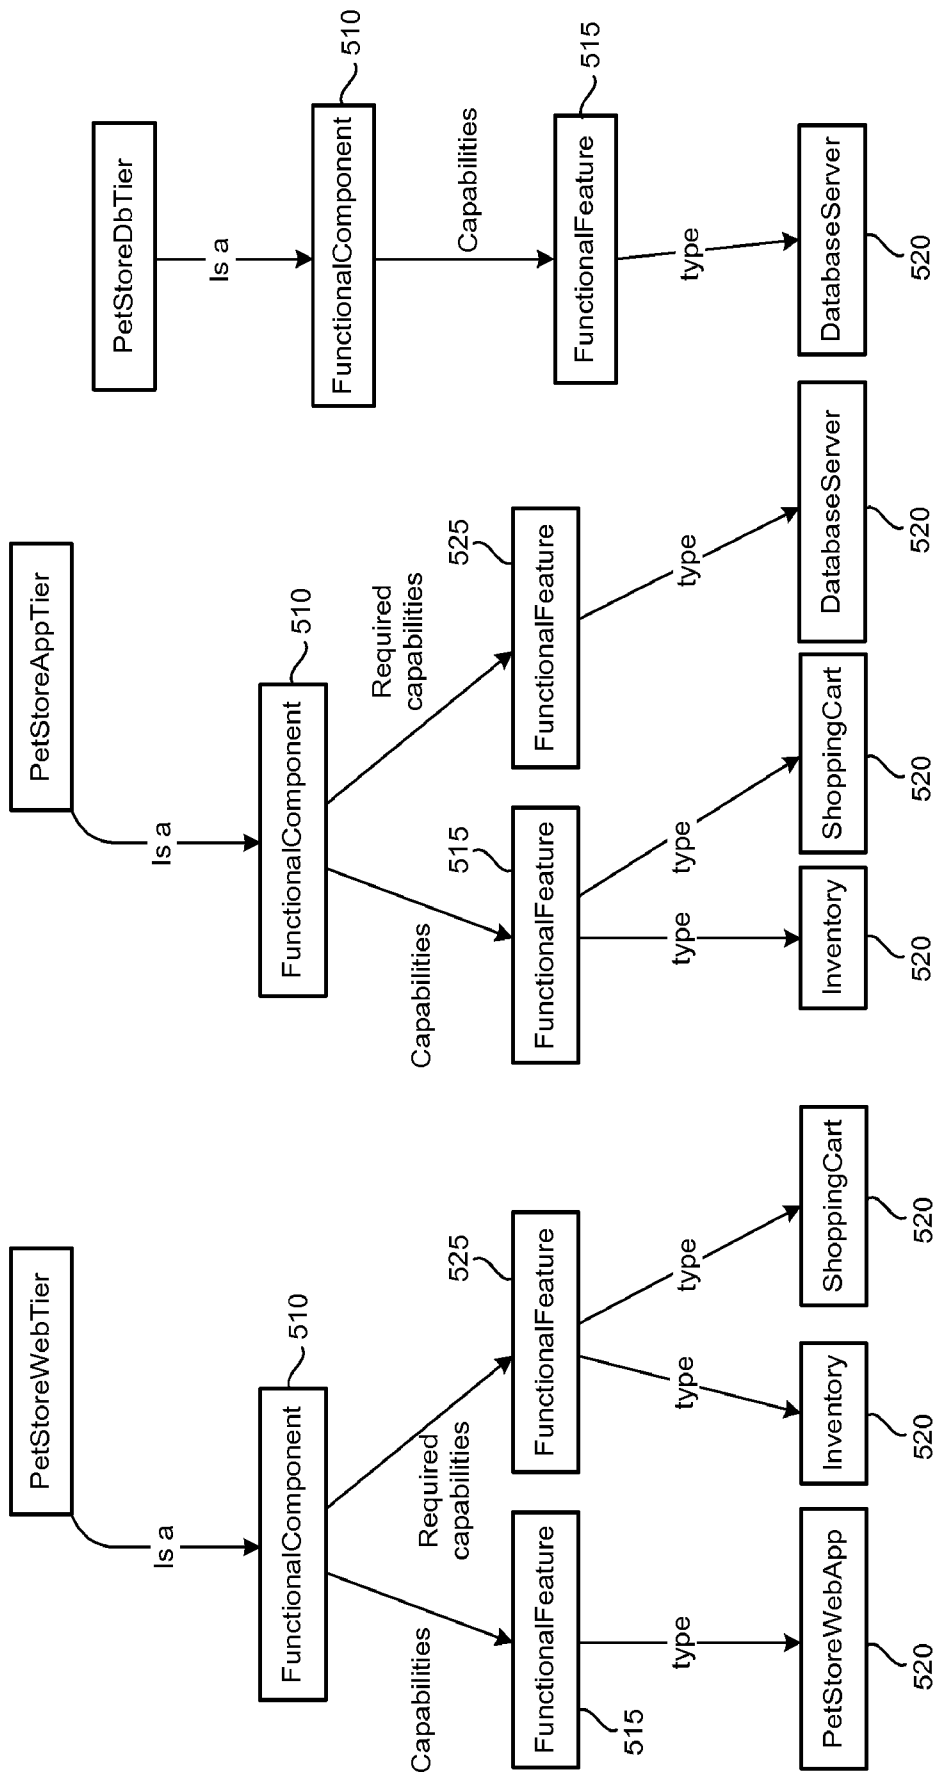 PetStoreWebTier
Is a
FunctionalComponent
510
Capabilities
Required
capabilities
FunctionalFeature
515
FunctionalFeature
525
type
type
type
PetStoreWebApp
520
Inventory
520
ShoppingCart
520
PetStoreAppTier
Is a
FunctionalComponent
510
Capabilities
Required
capabilities
FunctionalFeature
515
FunctionalFeature
525
type
type
type
Inventory
520
ShoppingCart
520
DatabaseServer
520
PetStoreDbTier
Is a
FunctionalComponent
510
Capabilities
FunctionalFeature
515
type
DatabaseServer
520